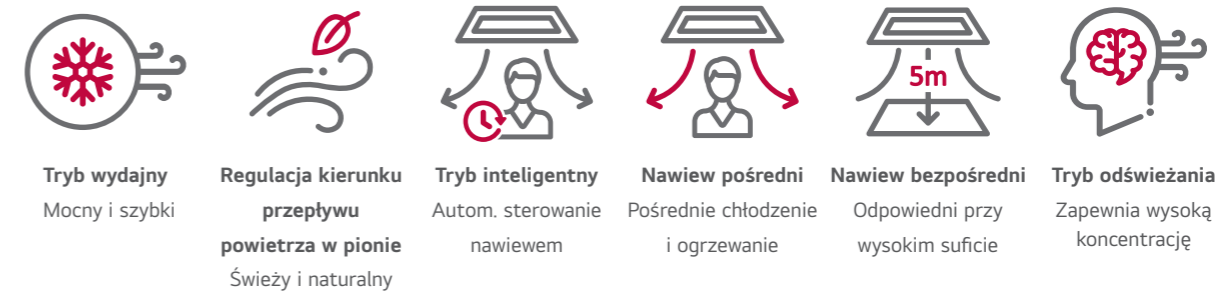 5m
Tryb wydajny
Mocny i szybki
Regulacja kierunku
przepływu
powietrza w pionie
Świeży i naturalny
Tryb inteligentny
Autom. sterowanie
nawiewem
Nawiew pośredni
Pośrednie chłodzenie
i ogrzewanie
Nawiew bezpośredni
Odpowiedni przy
wysokim suficie
Tryb odświeżania
Zapewnia wysoką
koncentrację